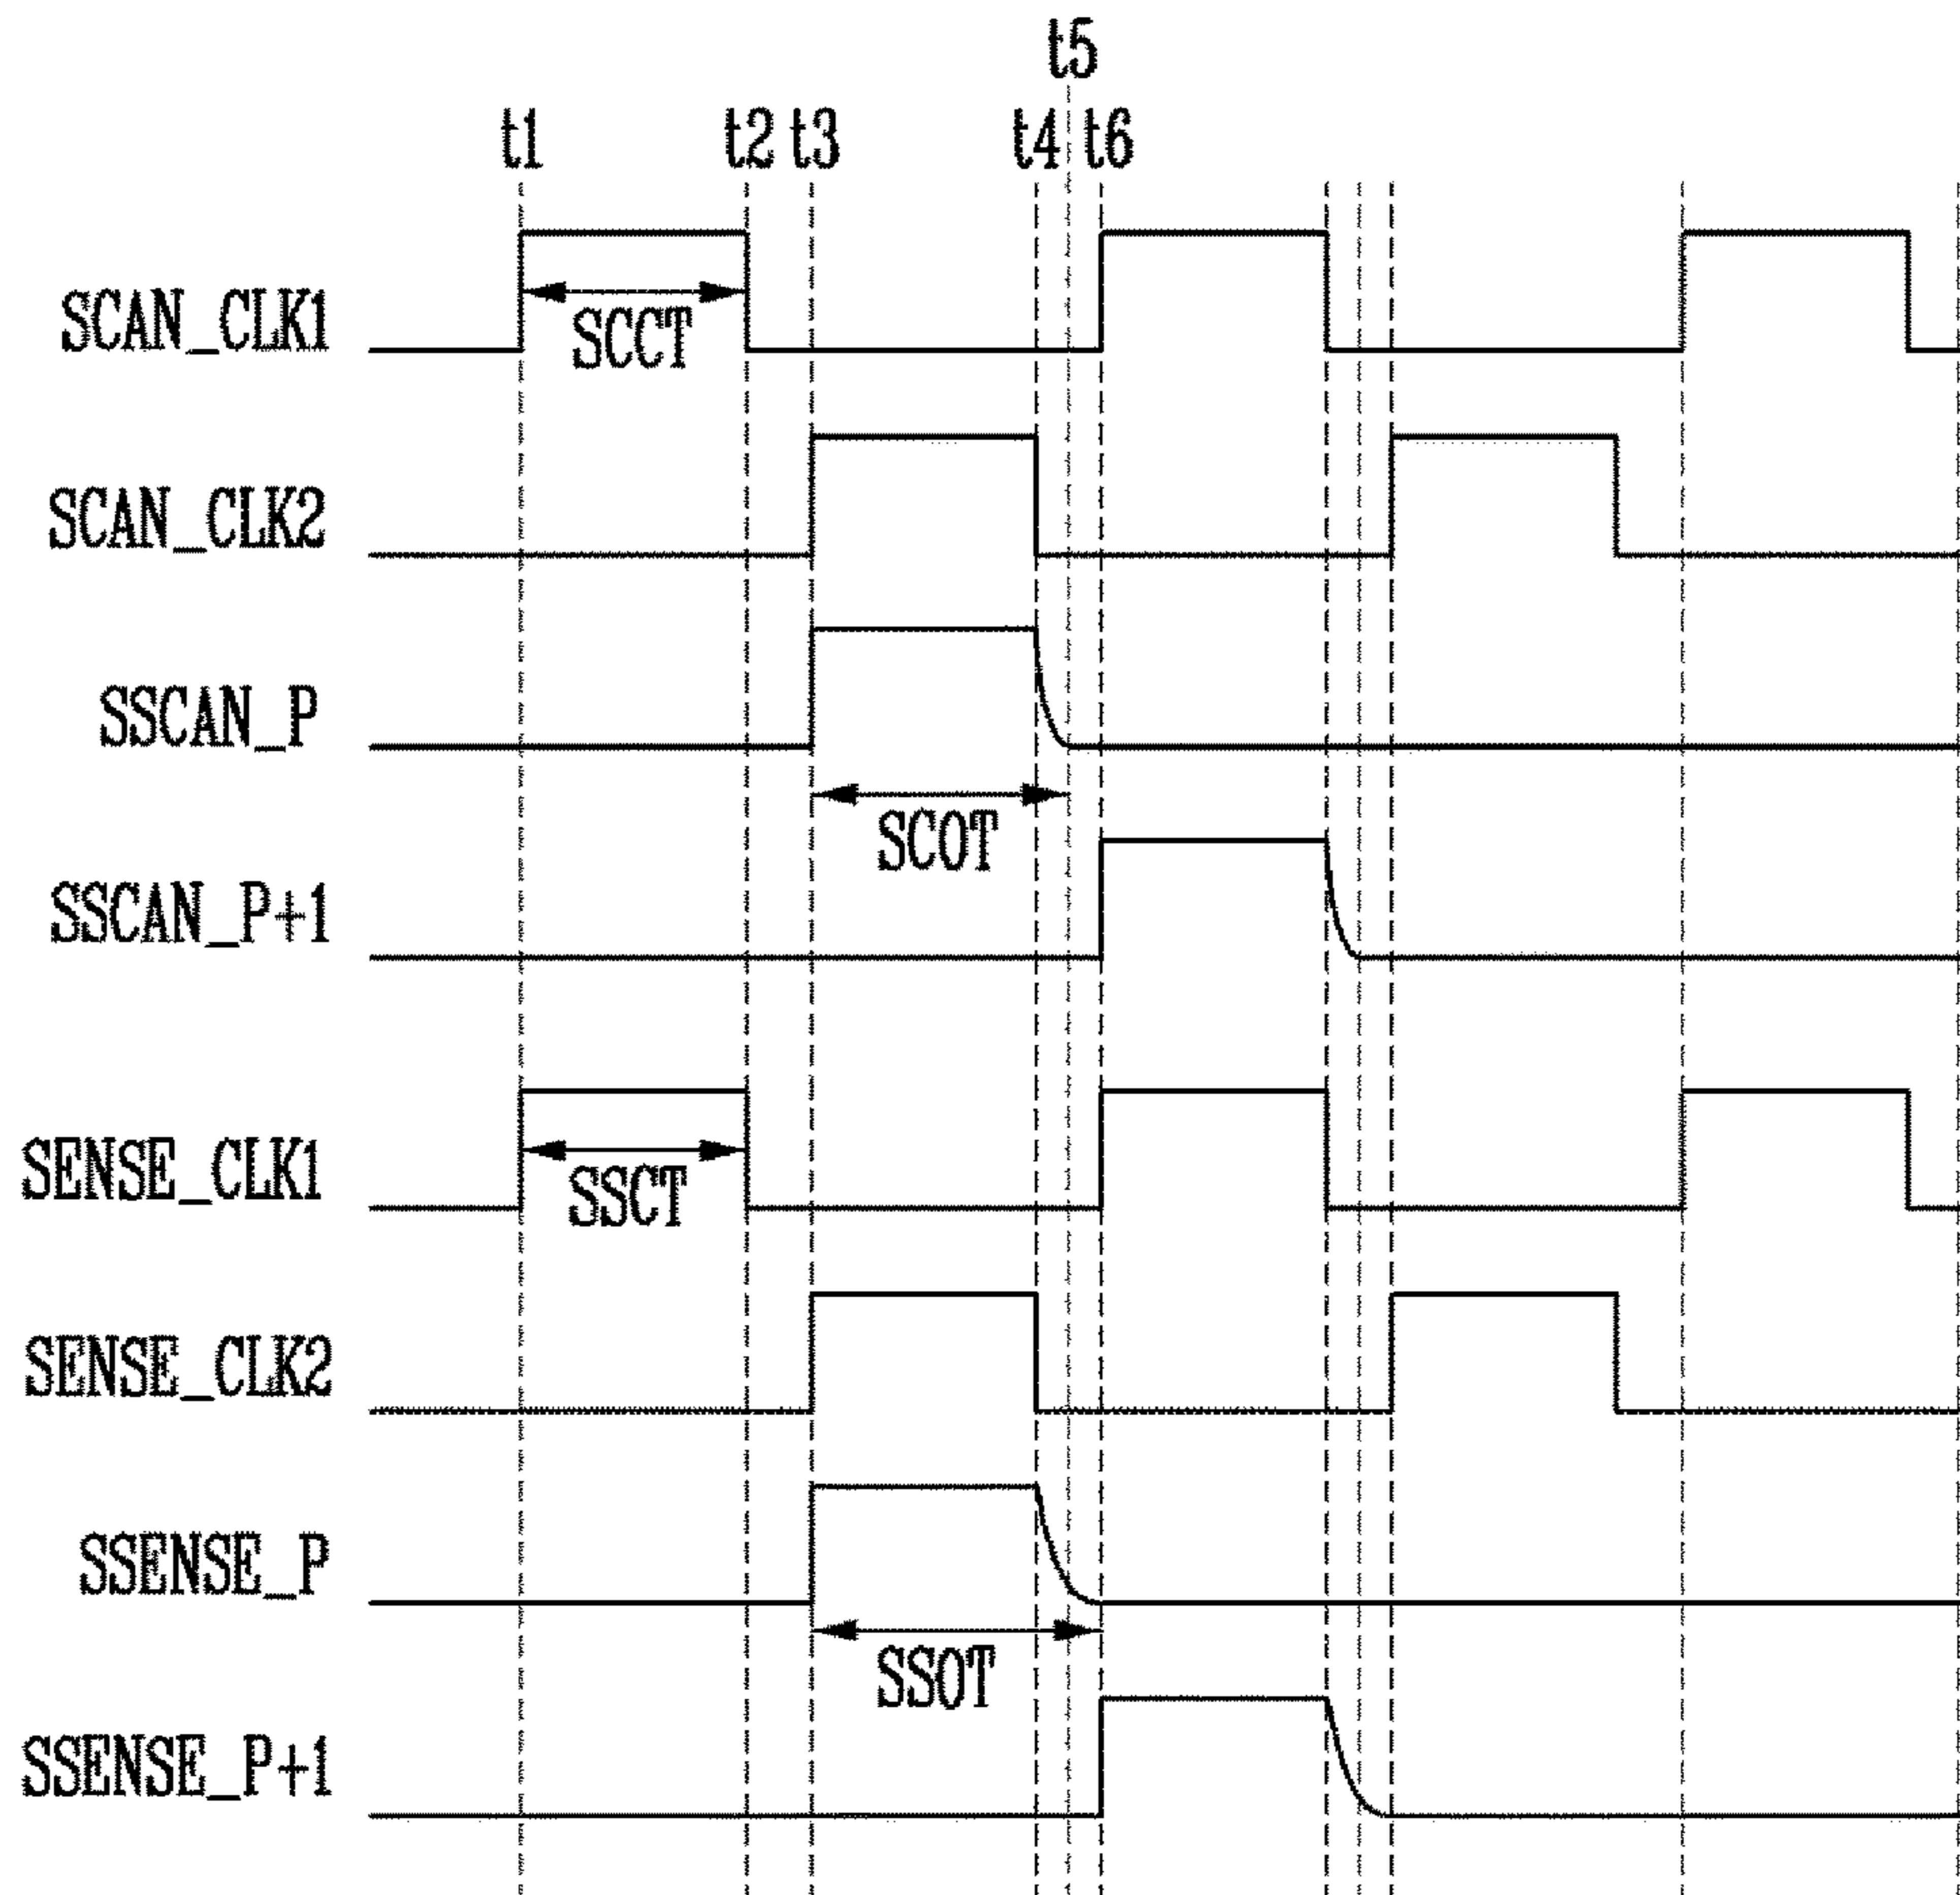 t5
t1 t2 t3 t4 t6
SCAN_CLK1
SCCT
SCAN_CLK2
SSCAN_P
SCOT
SSCAN_P+1
SENSE_CLK1
SSCT
SENSE_CLK2
SSENSE_P
SSOT
SSENSE_P+1